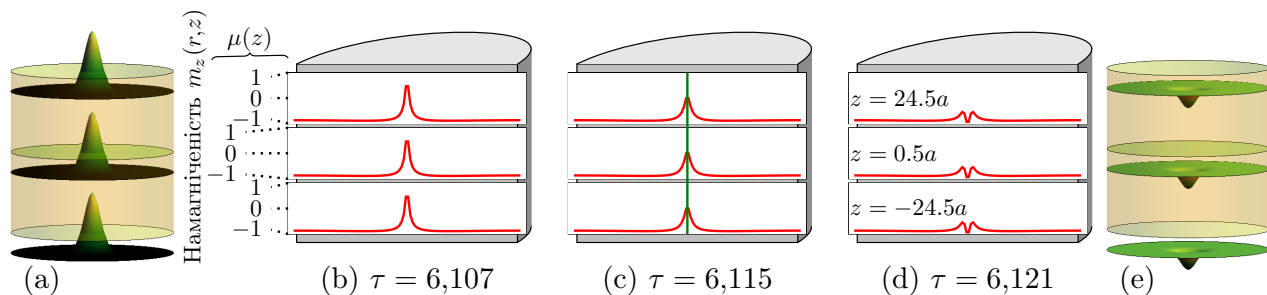 Намагніченість m_z(r,z)
μ(z)
1
0
−1
1
0
−1
1
0
−1
z = 24.5a
z = 0.5a
z = −24.5a
(a)
(b) τ = 6,107
(c) τ = 6,115
(d) τ = 6,121
(e)